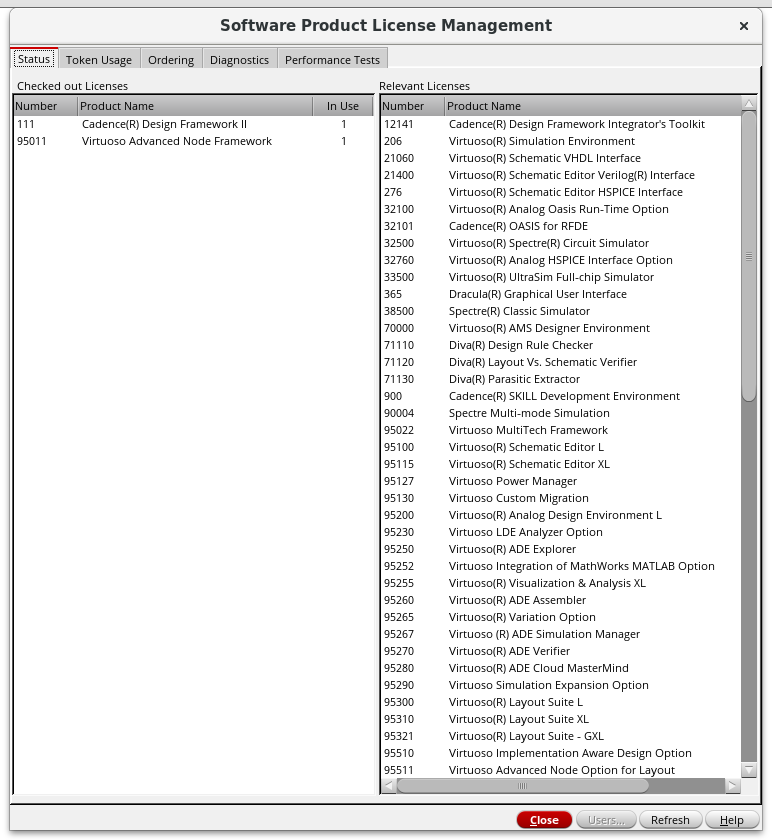 Software Product License Management
Status Token Usage Ordering Diagnostics Performance Tests
Checked out Licenses
Number Product Name In Use
111 Cadence(R) Design Framework II 1
95011 Virtuoso Advanced Node Framework 1
Relevant Licenses
Number Product Name
12141 Cadence(R) Design Framework Integrator's Toolkit
206 Virtuoso(R) Simulation Environment
21060 Virtuoso(R) Schematic VHDL Interface
21400 Virtuoso(R) Schematic Editor Verilog(R) Interface
276 Virtuoso(R) Schematic Editor HSPICE Interface
32100 Virtuoso(R) Analog Oasis Run-Time Option
32101 Cadence(R) OASIS for RFDE
32500 Virtuoso(R) Spectre(R) Circuit Simulator
32760 Virtuoso(R) Analog HSPICE Interface Option
33500 Virtuoso(R) UltraSim Full-chip Simulator
365 Dracula(R) Graphical User Interface
38500 Spectre(R) Classic Simulator
70000 Virtuoso(R) AMS Designer Environment
71110 Diva(R) Design Rule Checker
71120 Diva(R) Layout Vs. Schematic Verifier
71130 Diva(R) Parasitic Extractor
900 Cadence(R) SKILL Development Environment
90004 Spectre Multi-mode Simulation
95022 Virtuoso MultiTech Framework
95100 Virtuoso(R) Schematic Editor L
95115 Virtuoso(R) Schematic Editor XL
95127 Virtuoso Power Manager
95130 Virtuoso Custom Migration
95200 Virtuoso(R) Analog Design Environment L
95230 Virtuoso LDE Analyzer Option
95250 Virtuoso(R) ADE Explorer
95252 Virtuoso Integration of MathWorks MATLAB Option
95255 Virtuoso(R) Visualization & Analysis XL
95260 Virtuoso(R) ADE Assembler
95265 Virtuoso(R) Variation Option
95267 Virtuoso (R) ADE Simulation Manager
95270 Virtuoso(R) ADE Verifier
95280 Virtuoso(R) ADE Cloud MasterMind
95290 Virtuoso Simulation Expansion Option
95300 Virtuoso(R) Layout Suite L
95310 Virtuoso(R) Layout Suite XL
95321 Virtuoso(R) Layout Suite - GXL
95510 Virtuoso Implementation Aware Design Option
95511 Virtuoso Advanced Node Option for Layout
Close Users... Refresh Help